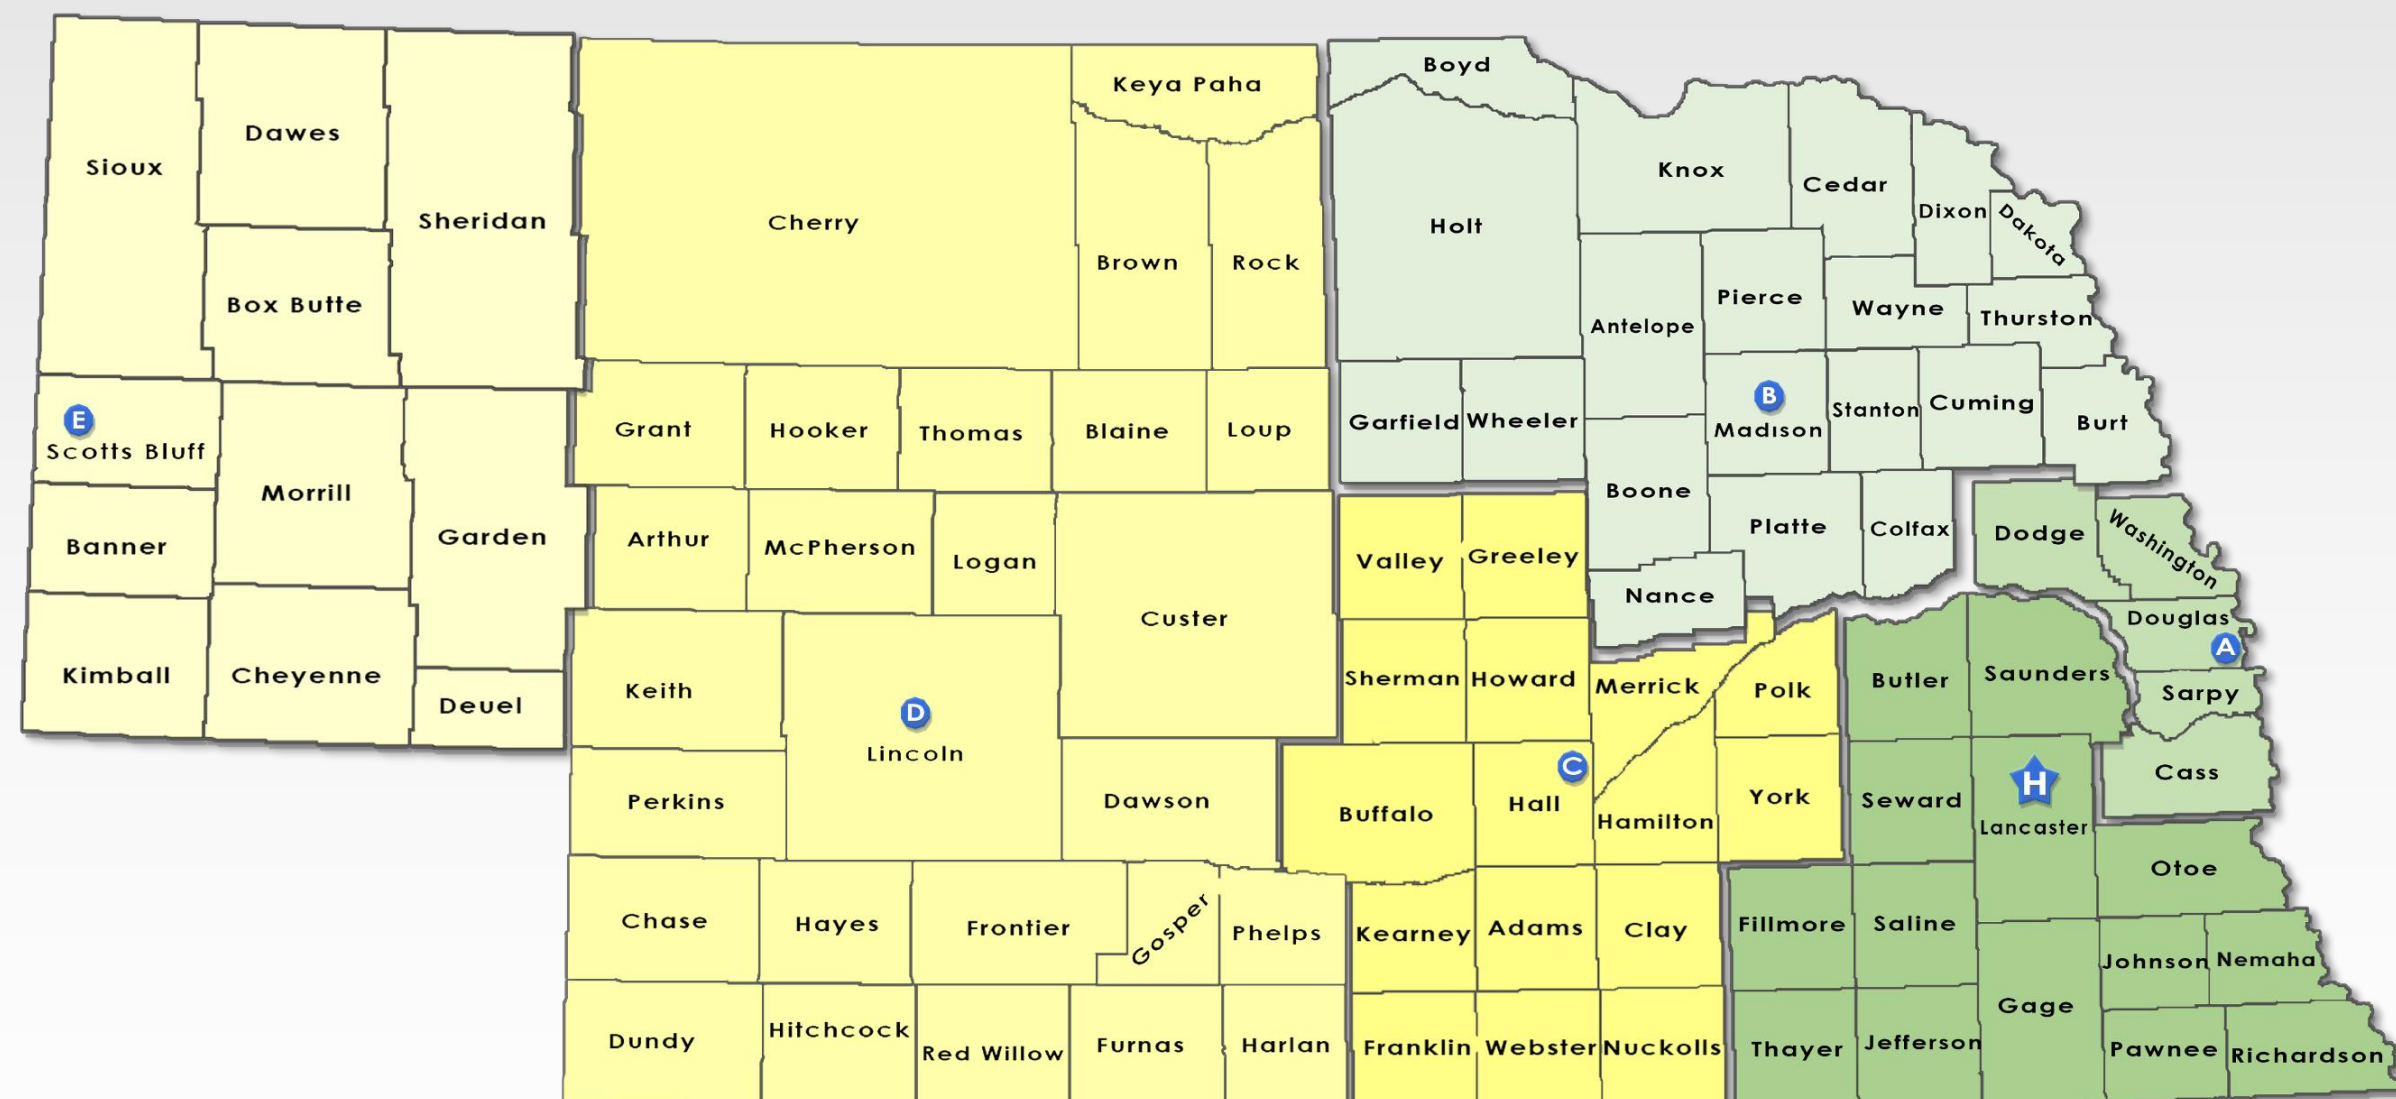 Sioux
Dawes
Sheridan
Box Butte
E
Scotts Bluff
Morrill
Garden
Banner
Kimball
Cheyenne
Deuel
Cherry
Keya Paha
Brown
Rock
Grant
Hooker
Thomas
Blaine
Loup
Arthur
McPherson
Logan
Custer
Keith
D
Lincoln
Perkins
Dawson
Chase
Hayes
Frontier
Gosper
Phelps
Dundy
Hitchcock
Red Willow
Furnas
Harlan
Boyd
Holt
Knox
Cedar
Dixon
Dakota
Antelope
Pierce
Wayne
Thurston
Garfield
Wheeler
B
Madison
Stanton
Cuming
Burt
Boone
Platte
Colfax
Nance
Valley
Greeley
Sherman
Howard
Merrick
Polk
Buffalo
C
Hall
Hamilton
York
Kearney
Adams
Clay
Franklin
Webster
Nuckolls
Dodge
Washington
Douglas
A
Sarpy
Cass
Butler
Saunders
Seward
H
Lancaster
Otoe
Fillmore
Saline
Johnson
Nemaha
Gage
Thayer
Jefferson
Pawnee
Richardson